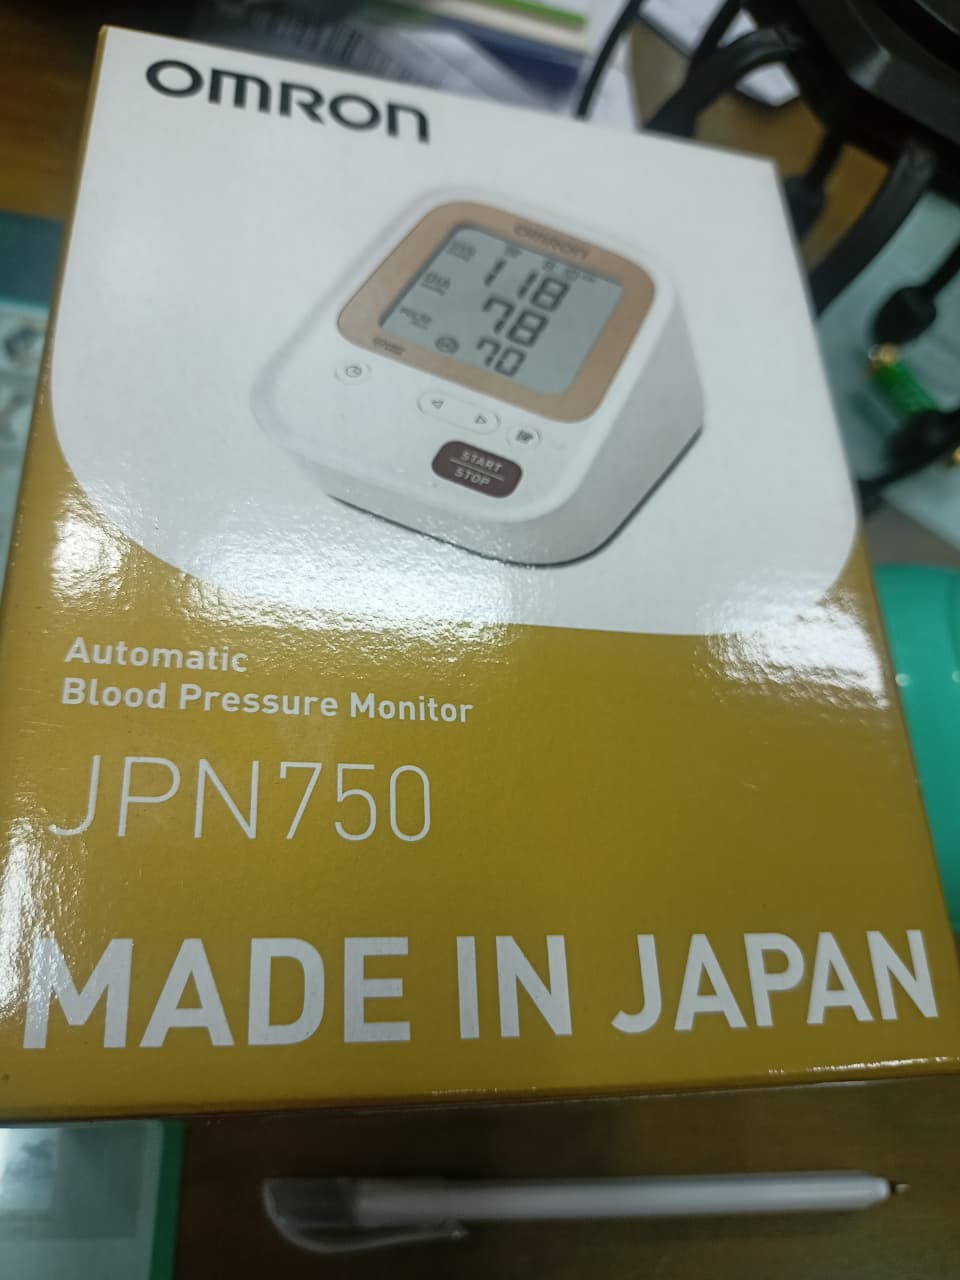 OMRON
OMRON
118
78
70
START
STOP
Automatic
Blood Pressure Monitor
JPN750
MADE IN JAPAN